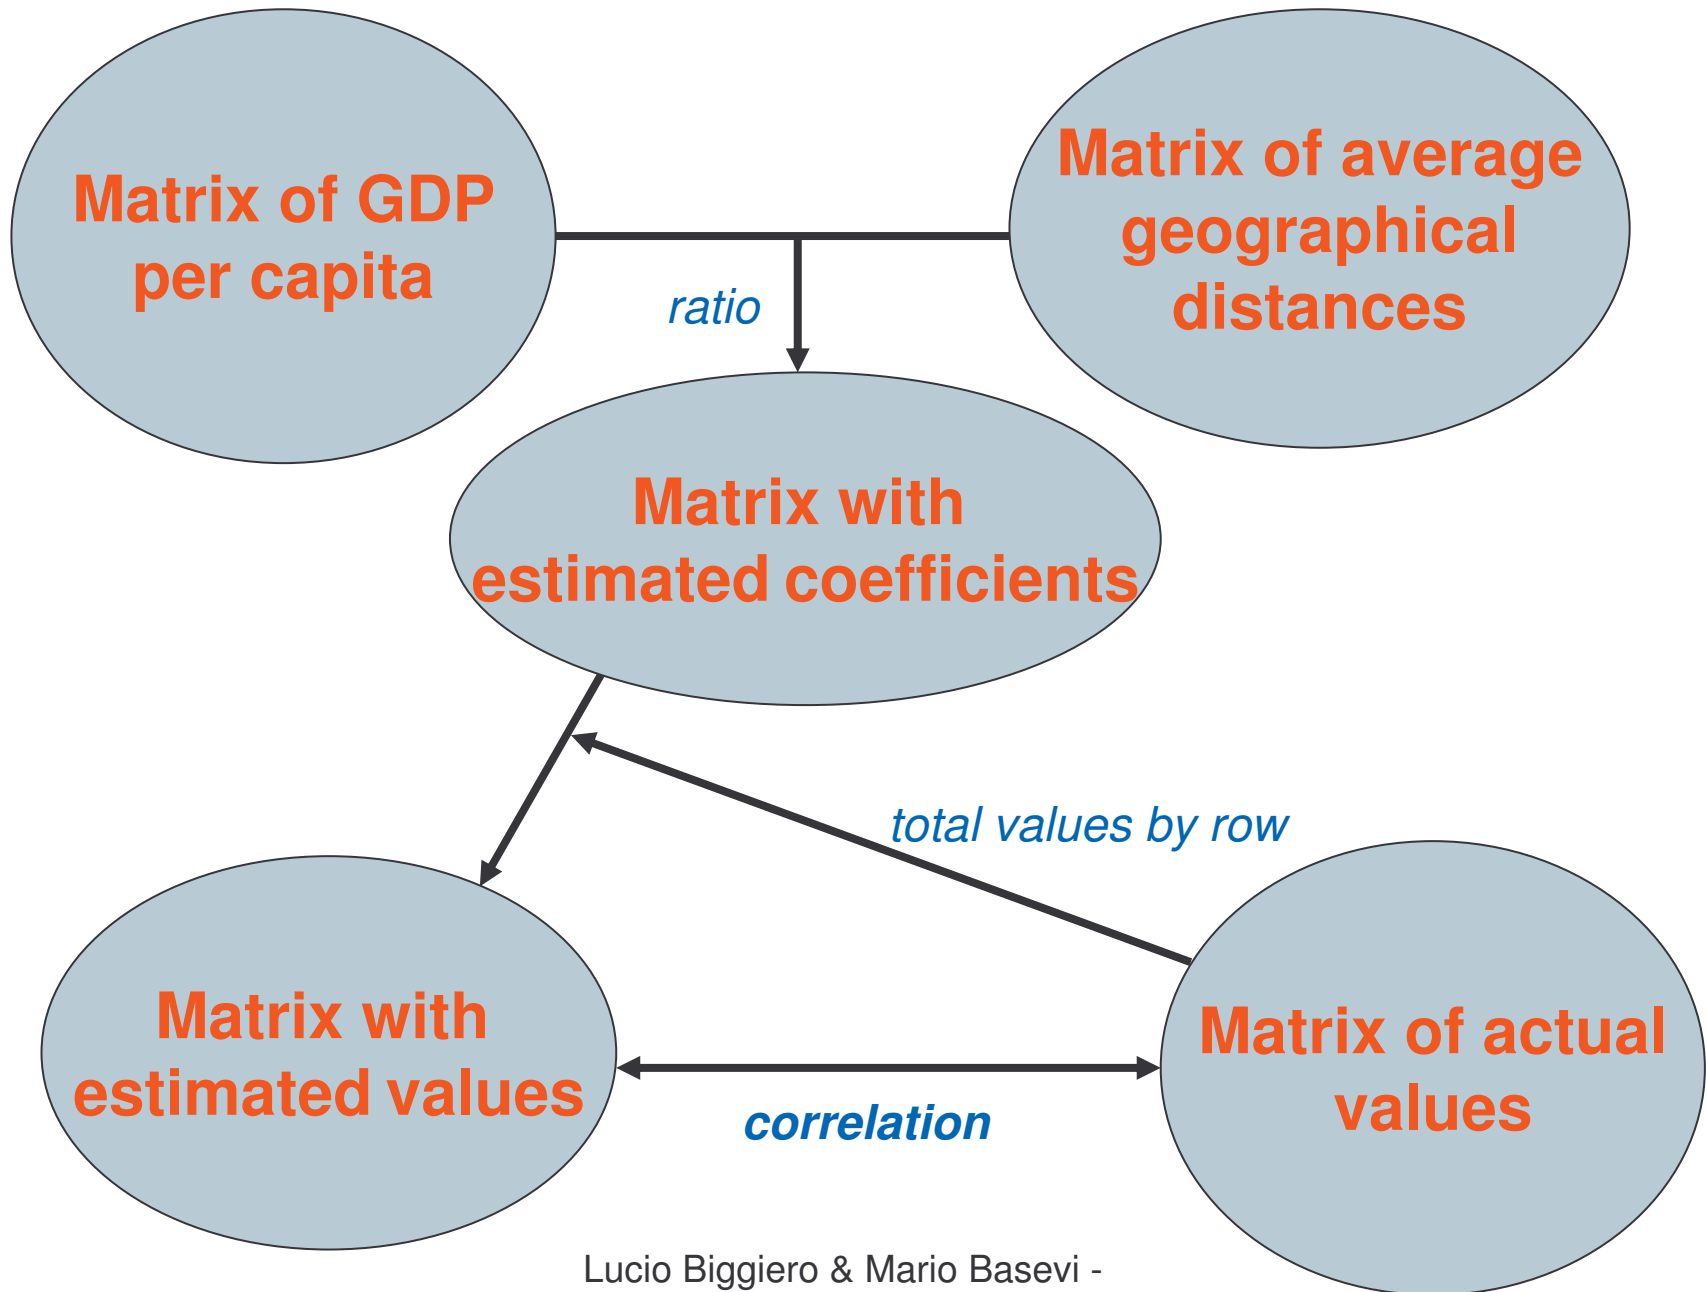 Matrix of GDP
per capita
Matrix of average
geographical
distances
ratio
Matrix with
estimated coefficients
total values by row
Matrix with
estimated values
Matrix of actual
values
correlation
Lucio Biggiero & Mario Basevi -